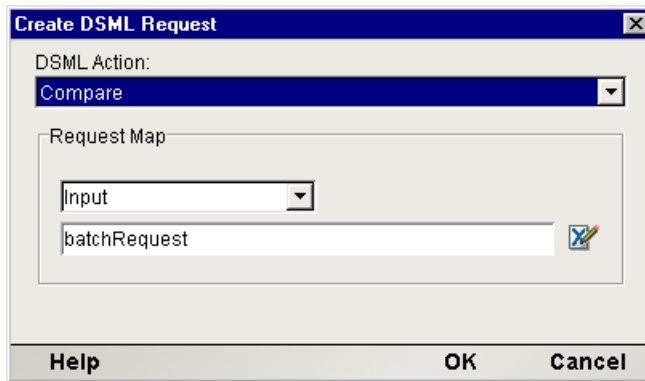 Create DSML Request
DSML Action:
Compare
Request Map
Input
batchRequest
Help OK Cancel